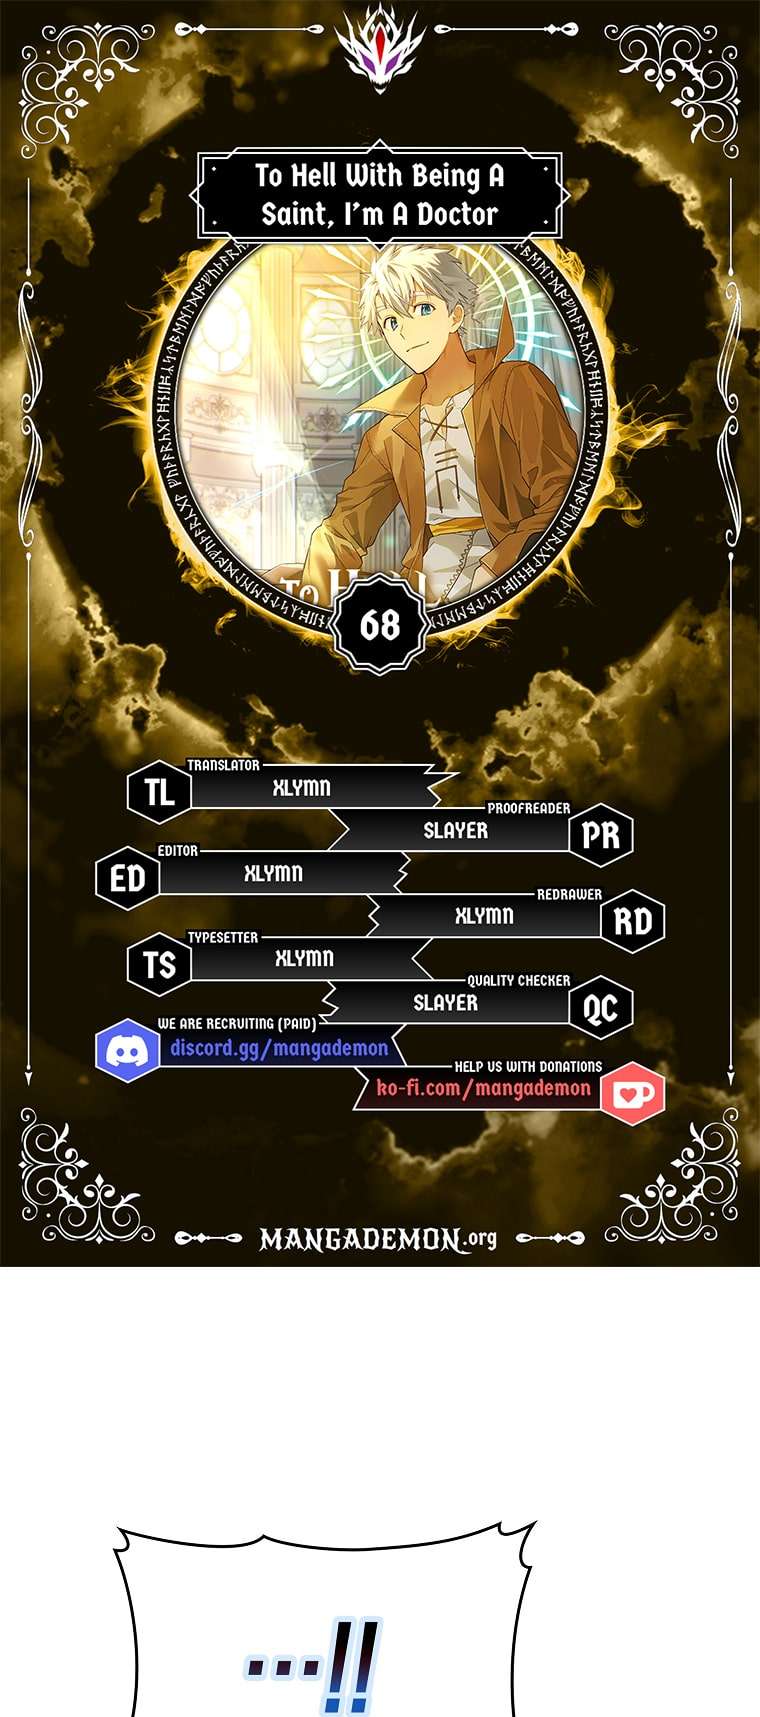 To Hell With Being A
Saint, I'm A Doctor
To H
68
TRANSLATOR
TL
XLYMN
PROOFREADER
SLAYER
PR
EDITOR
ED
XLYMN
REDRAWER
XLYMN
RD
TYPESETTER
TS
XLYMN
QUALITY CHECKER
SLAYER
QC
WE ARE RECRUITING (PAID)
discord.gg/mangademon
HELP US WITH DONATIONS
ko-fi.com/mangademon
MANGADEMON.org
...!!